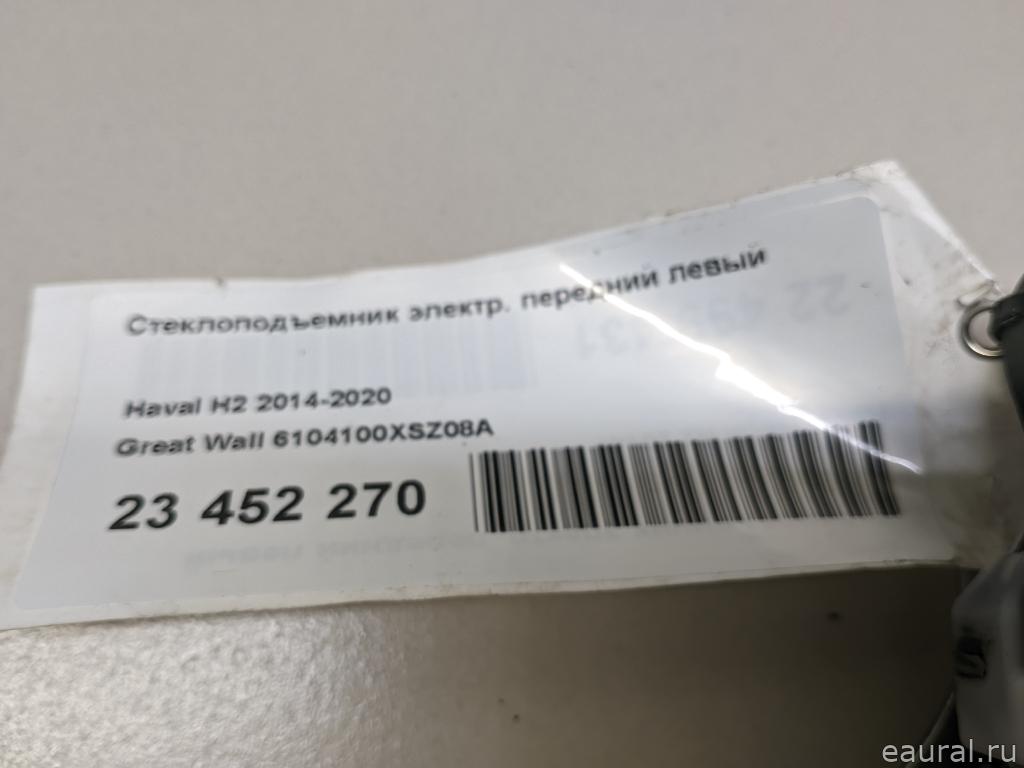 Стеклоподъемник электр. передний левый
Haval H2 2014-2020
Great Wall 6104100XSZ08A
23 452 270
eaural.ru